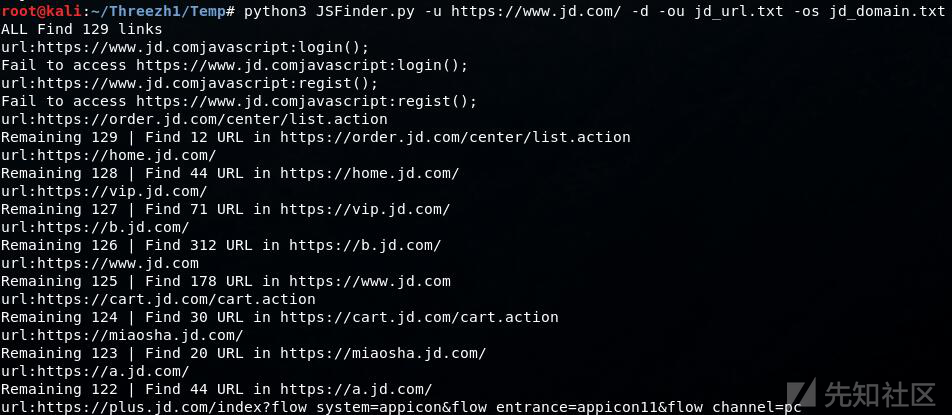 root@kali:~/Threezh1/Temp# python3 JSFinder.py -u https://www.jd.com/ -d -ou jd_url.txt -os jd_domain.txt
ALL Find 129 links
url:https://www.jd.comjavascript:login();
Fail to access https://www.jd.comjavascript:login();
url:https://www.jd.comjavascript:regist();
Fail to access https://www.jd.comjavascript:regist();
url:https://order.jd.com/center/list.action
Remaining 129 | Find 12 URL in https://order.jd.com/center/list.action
url:https://home.jd.com/
Remaining 128 | Find 44 URL in https://home.jd.com/
url:https://vip.jd.com/
Remaining 127 | Find 71 URL in https://vip.jd.com/
url:https://b.jd.com/
Remaining 126 | Find 312 URL in https://b.jd.com/
url:https://www.jd.com
Remaining 125 | Find 178 URL in https://www.jd.com
url:https://cart.jd.com/cart.action
Remaining 124 | Find 30 URL in https://cart.jd.com/cart.action
url:https://miaosha.jd.com/
Remaining 123 | Find 20 URL in https://miaosha.jd.com/
url:https://a.jd.com/
Remaining 122 | Find 44 URL in https://a.jd.com/
url:https://plus.jd.com/index?flow_system=appicon&flow_entrance=appicon11&flow_channel=pc
先知社区